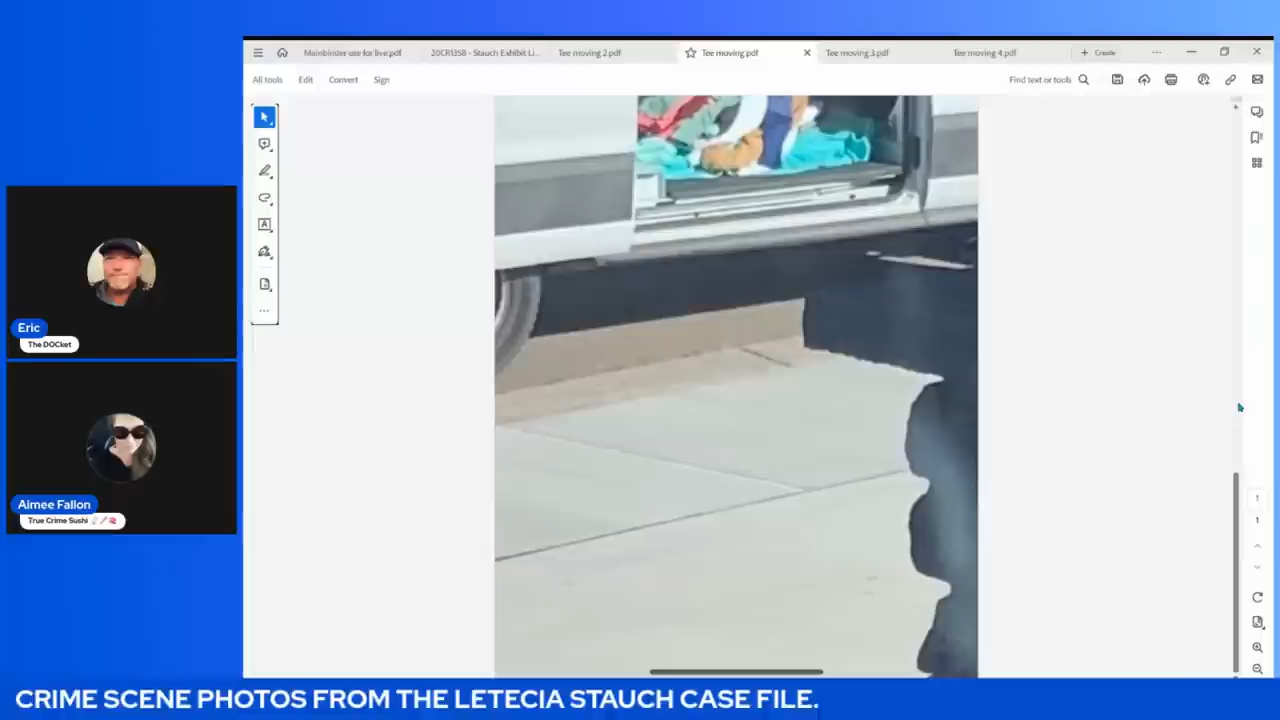 Mainbinder use for live.pdf
20CR1358 - Stauch Exhibit Li...
Tee moving 2.pdf
Tee moving.pdf
Tee moving 3.pdf
Tee moving 4.pdf
Create
All tools
Edit
Convert
Sign
Find text or tools
Eric
The DOCket
Aimee Fallon
True Crime Sushi
1
1
CRIME SCENE PHOTOS FROM THE LETECIA STAUCH CASE FILE.